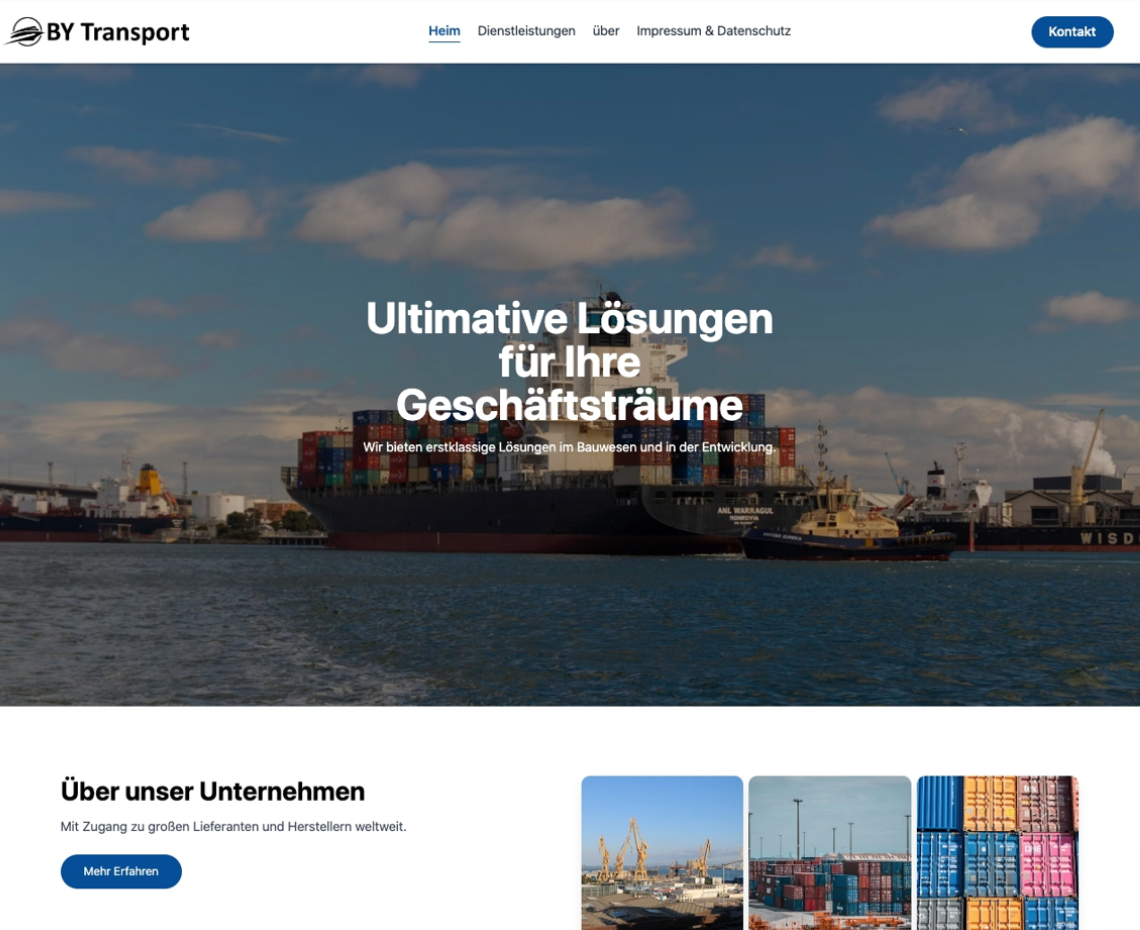 BY Transport
Heim Dienstleistungen über Impressum & Datenschutz
Kontakt
Ultimative Lösungen
für Ihre
Geschäftsträume
Wir bieten erstklassige Lösungen im Bauwesen und in der Entwicklung.
ANL WARRAGUL
MONROVIA
WISD
Über unser Unternehmen
Mit Zugang zu großen Lieferanten und Herstellern weltweit.
Mehr Erfahren
ONE